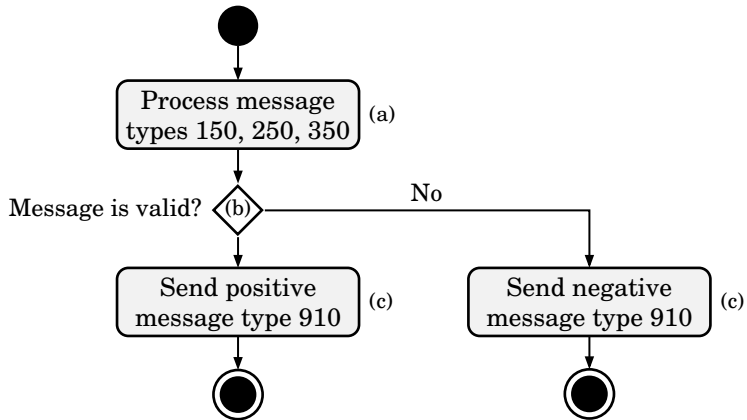 Process message
types 150, 250, 350
(a)
Message is valid?
(b)
No
Send positive
message type 910
(c)
Send negative
message type 910
(c)